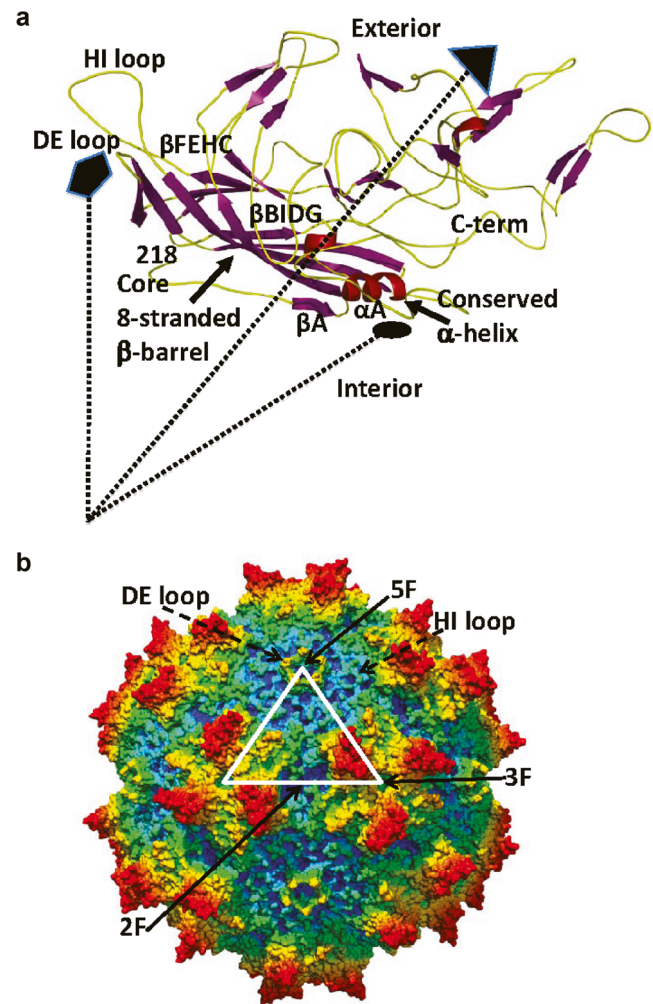 a
Exterior
HI loop
DE loop
βFEHC
βBIDG
C-term
218
Core
8-stranded
β-barrel
βA
αA
Conserved
α-helix
Interior
b
DE loop
5F
HI loop
3F
2F